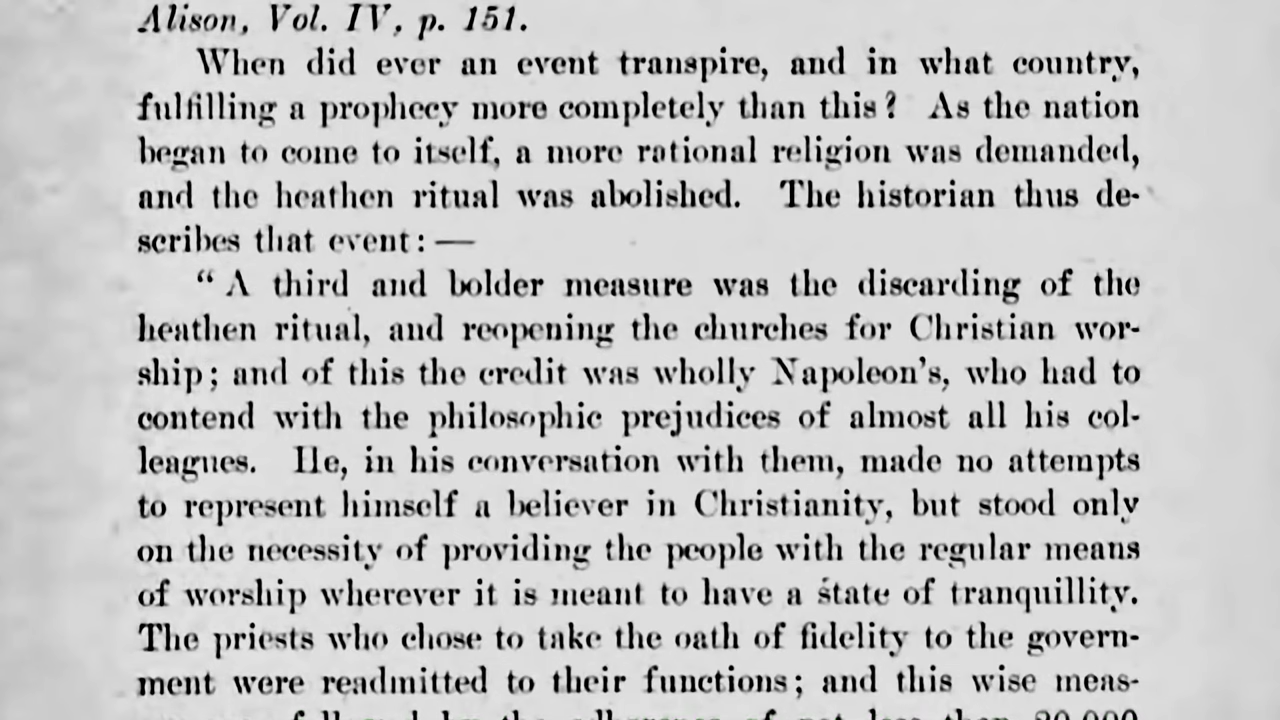 Alison, Vol. IV, p. 151.
When did ever an event transpire, and in what country,
fulfilling a prophecy more completely than this? As the nation
began to come to itself, a more rational religion was demanded,
and the heathen ritual was abolished. The historian thus de-
scribes that event: —
“A third and bolder measure was the discarding of the
heathen ritual, and reopening the churches for Christian wor-
ship; and of this the credit was wholly Napoleon's, who had to
contend with the philosophic prejudices of almost all his col-
leagues. He, in his conversation with them, made no attempts
to represent himself a believer in Christianity, but stood only
on the necessity of providing the people with the regular means
of worship wherever it is meant to have a state of tranquillity.
The priests who chose to take the oath of fidelity to the govern-
ment were readmitted to their functions; and this wise meas-